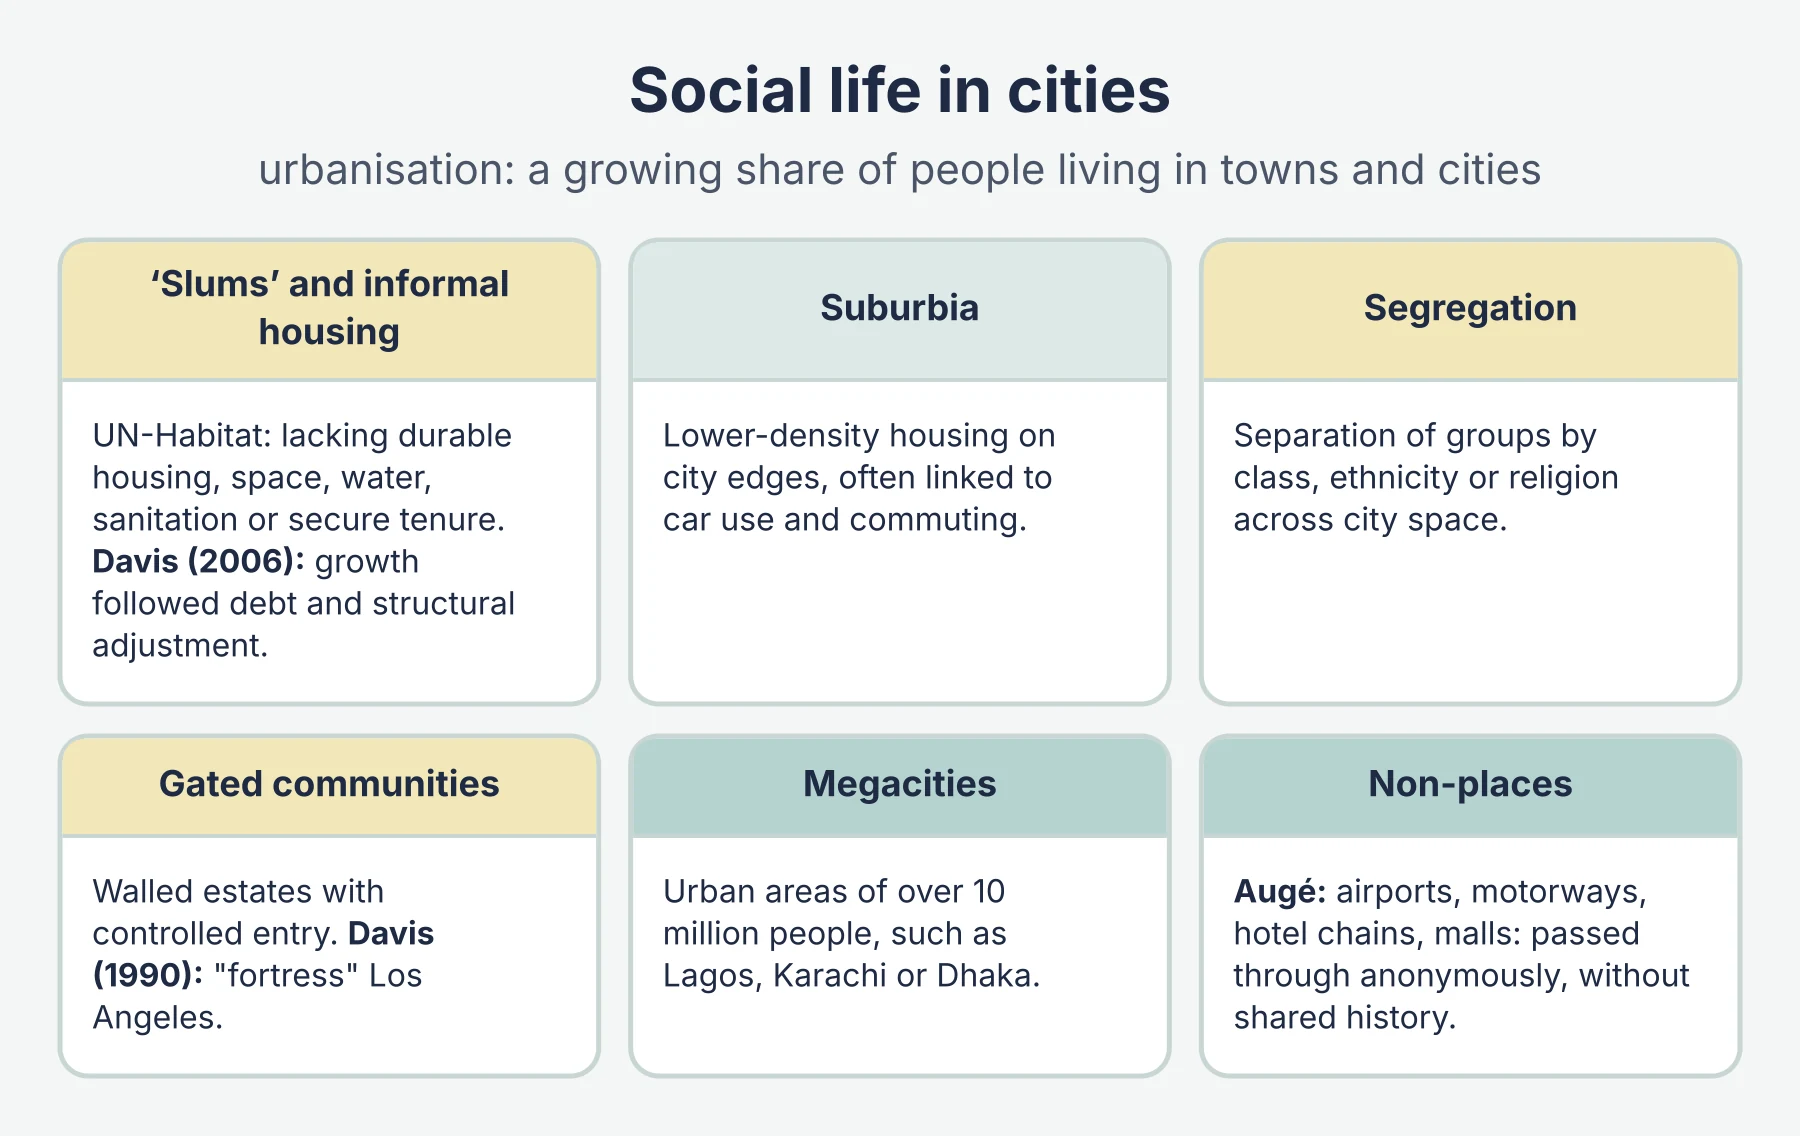 Social life in cities
urbanisation: a growing share of people living in towns and cities
‘Slums’ and informal
housing
UN-Habitat: lacking durable
housing, space, water,
sanitation or secure tenure.
Davis (2006): growth
followed debt and structural
adjustment.
Suburbia
Lower-density housing on
city edges, often linked to
car use and commuting.
Segregation
Separation of groups by
class, ethnicity or religion
across city space.
Gated communities
Walled estates with
controlled entry. Davis
(1990): "fortress" Los
Angeles.
Megacities
Urban areas of over 10
million people, such as
Lagos, Karachi or Dhaka.
Non-places
Augé: airports, motorways,
hotel chains, malls: passed
through anonymously, without
shared history.